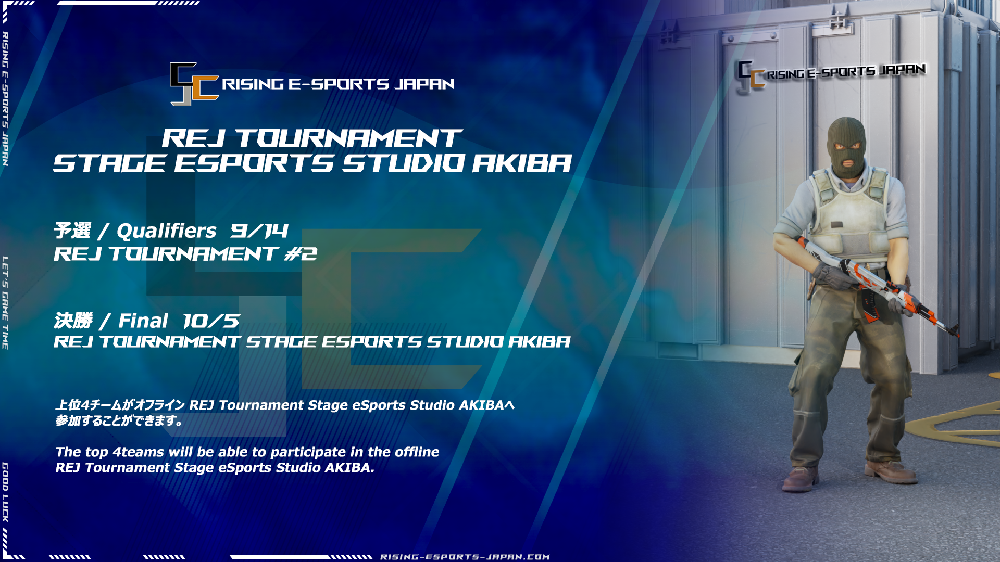 RISING E-SPORTS JAPAN
REJ TOURNAMENT
STAGE ESPORTS STUDIO AKIBA
予選 / Qualifiers 9/14
REJ TOURNAMENT #2
決勝 / Final 10/5
REJ TOURNAMENT STAGE ESPORTS STUDIO AKIBA
上位4チームがオフライン REJ Tournament Stage eSports Studio AKIBAへ
参加することができます。
The top 4teams will be able to participate in the offline
REJ Tournament Stage eSports Studio AKIBA.
RISING E-SPORTS JAPAN
RISING E-SPORTS JAPAN
LET'S GAME TIME
GOOD LUCK
RISING-ESPORTS-JAPAN.COM